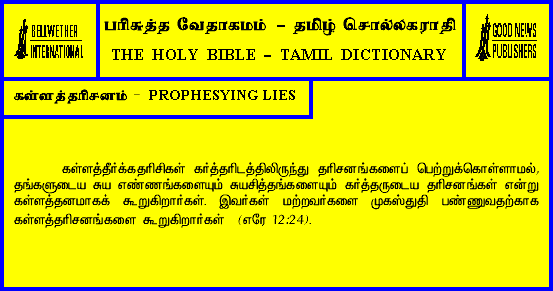 BELLWETHER
INTERNATIONAL
பரிசுத்த வேதாகமம் – தமிழ் சொல்லகராதி
THE HOLY BIBLE – TAMIL DICTIONARY
GOOD NEWS
PUBLISHERS
கள்ளத்தரிசனம் – PROPHESYING LIES
கள்ளத்தீர்க்கதரிசிகள் கர்த்தரிடத்திலிருந்து தரிசனங்களைப் பெற்றுக்கொள்ளாமல்,
தங்களுடைய சுய எண்ணங்களையும் சுயசித்தங்களையும் கர்த்தருடைய தரிசனங்கள் என்று
கள்ளத்தனமாகக் கூறுகிறார்கள். இவர்கள் மற்றவர்களை முகஸ்துதி பண்ணுவதற்காக
கள்ளத்தரிசனங்களை கூறுகிறார்கள் (எரே 12:24).